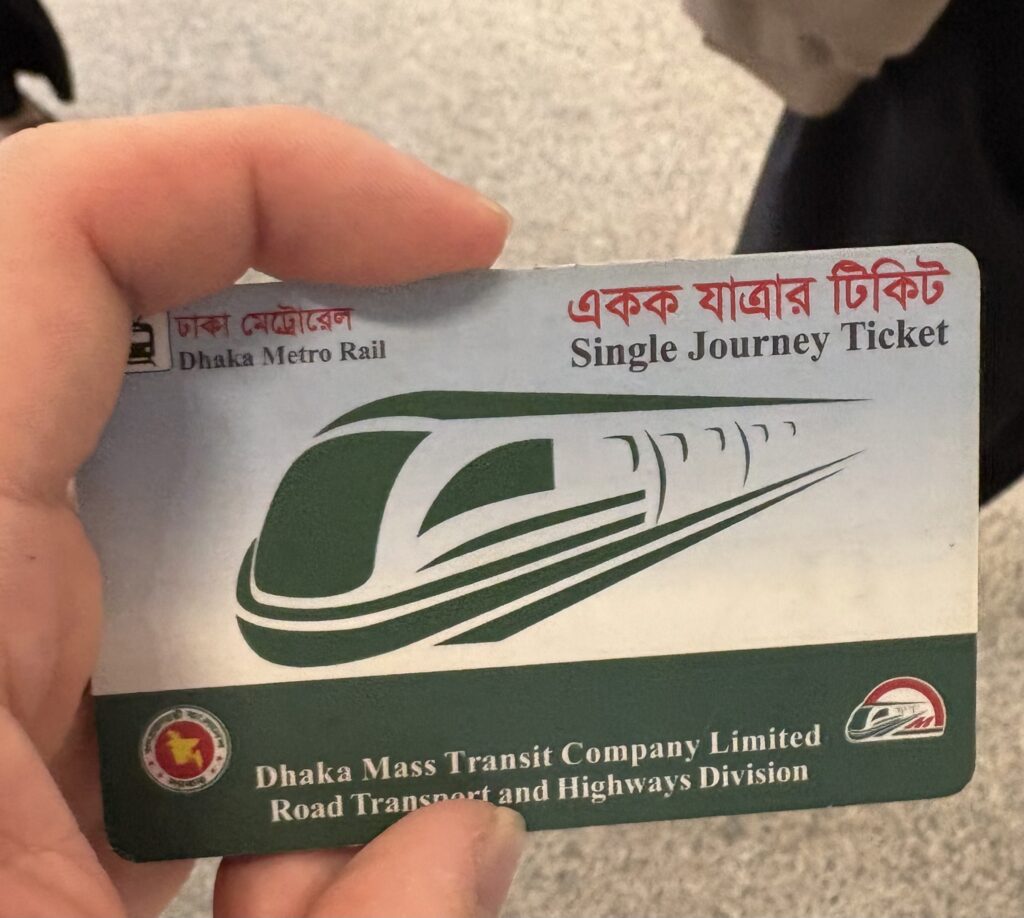 ঢাকা মেট্রোরেল
Dhaka Metro Rail
একক যাত্রার টিকিট
Single Journey Ticket
Dhaka Mass Transit Company Limited
Road Transport and Highways Division